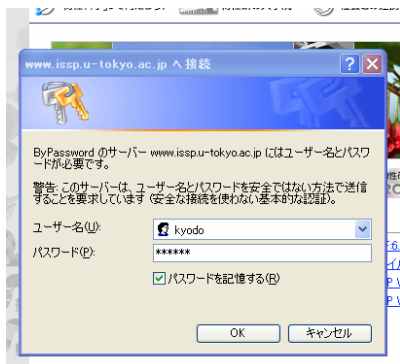 www.issp.u-tokyo.ac.jp へ接続
ByPassword のサーバー www.issp.u-tokyo.ac.jp にはユーザー名とパスワ
ードが必要です。
警告: このサーバーは、ユーザー名とパスワードを安全ではない方法で送信
することを要求しています (安全な接続を使わない基本的な認証)。
ユーザー名(U):
kyodo
パスワード(P):
******
パスワードを記憶する(R)
OK
キャンセル